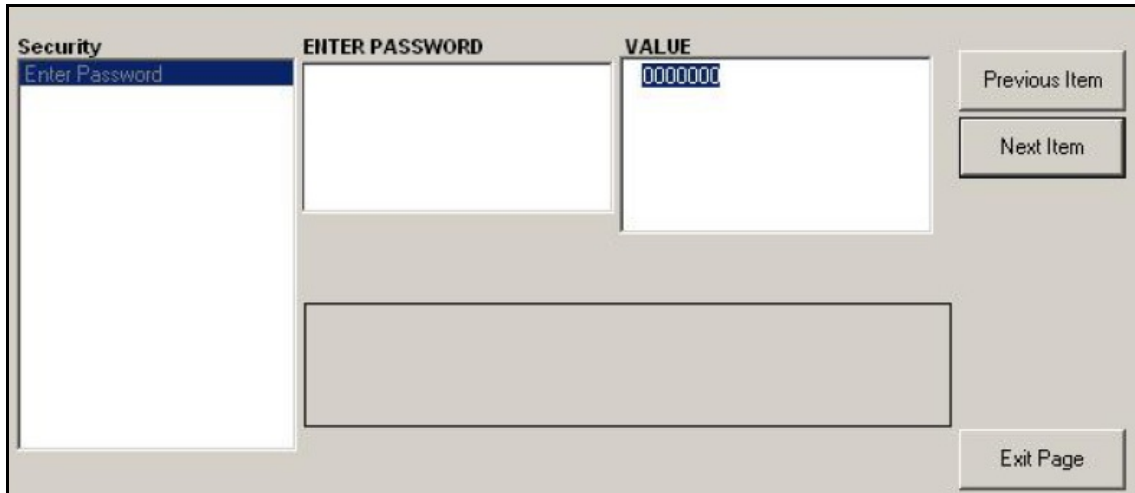 Security
ENTER PASSWORD
VALUE
Enter Password
0000000
Previous Item
Next Item
Exit Page